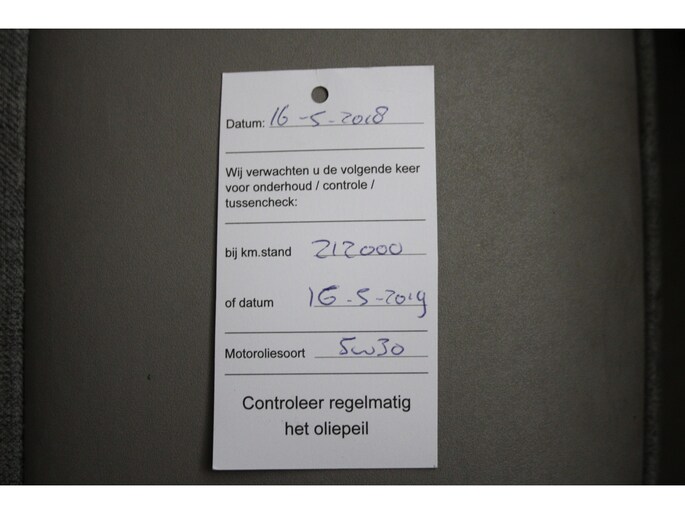 Datum: 16-5-2018
Wij verwachten u de volgende keer
voor onderhoud / controle /
tussencheck:
bij km.stand 212000
of datum 16-5-2019
Motoroliesoort 5w30
Controleer regelmatig
het oliepeil